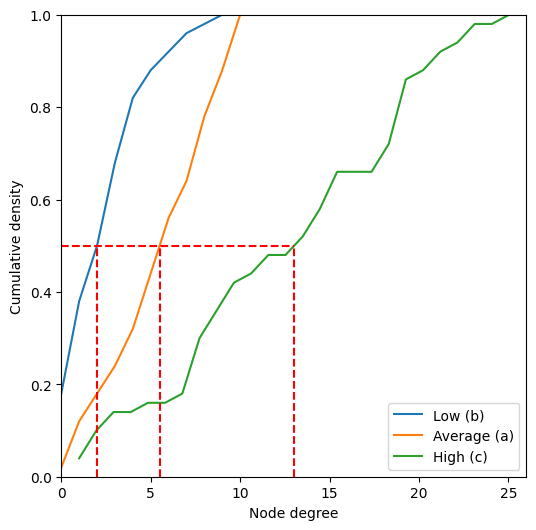 1.0
0.8
0.6
0.4
0.2
0.0
Cumulative density
0 5 10 15 20 25
Node degree
Low (b)
Average (a)
High (c)